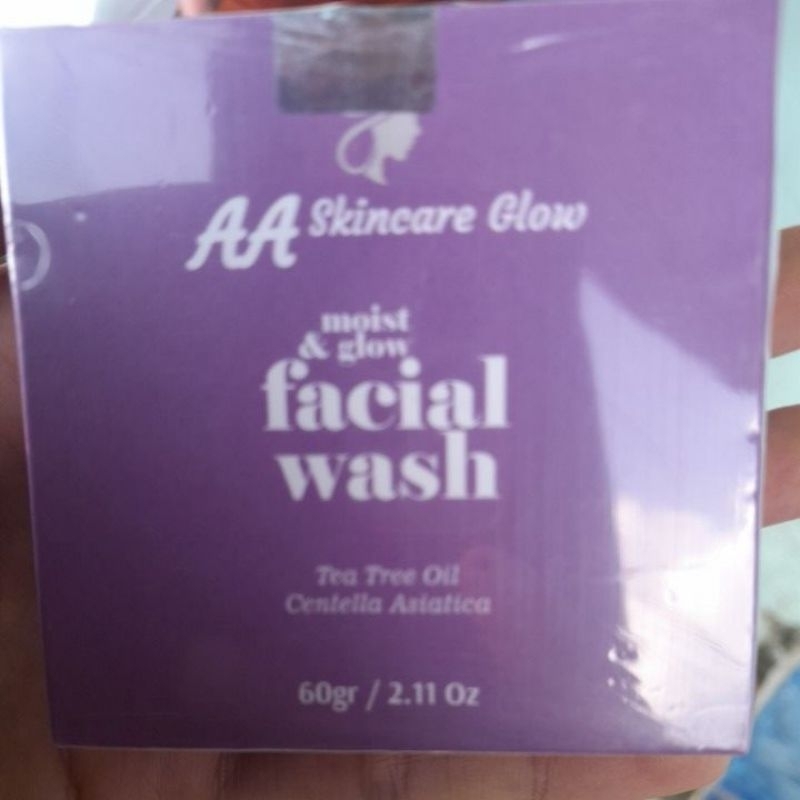 AA Skincare Glow
moist
& glow
facial
wash
Tea Tree Oil
Centella Asiatica
60gr / 2.11 Oz